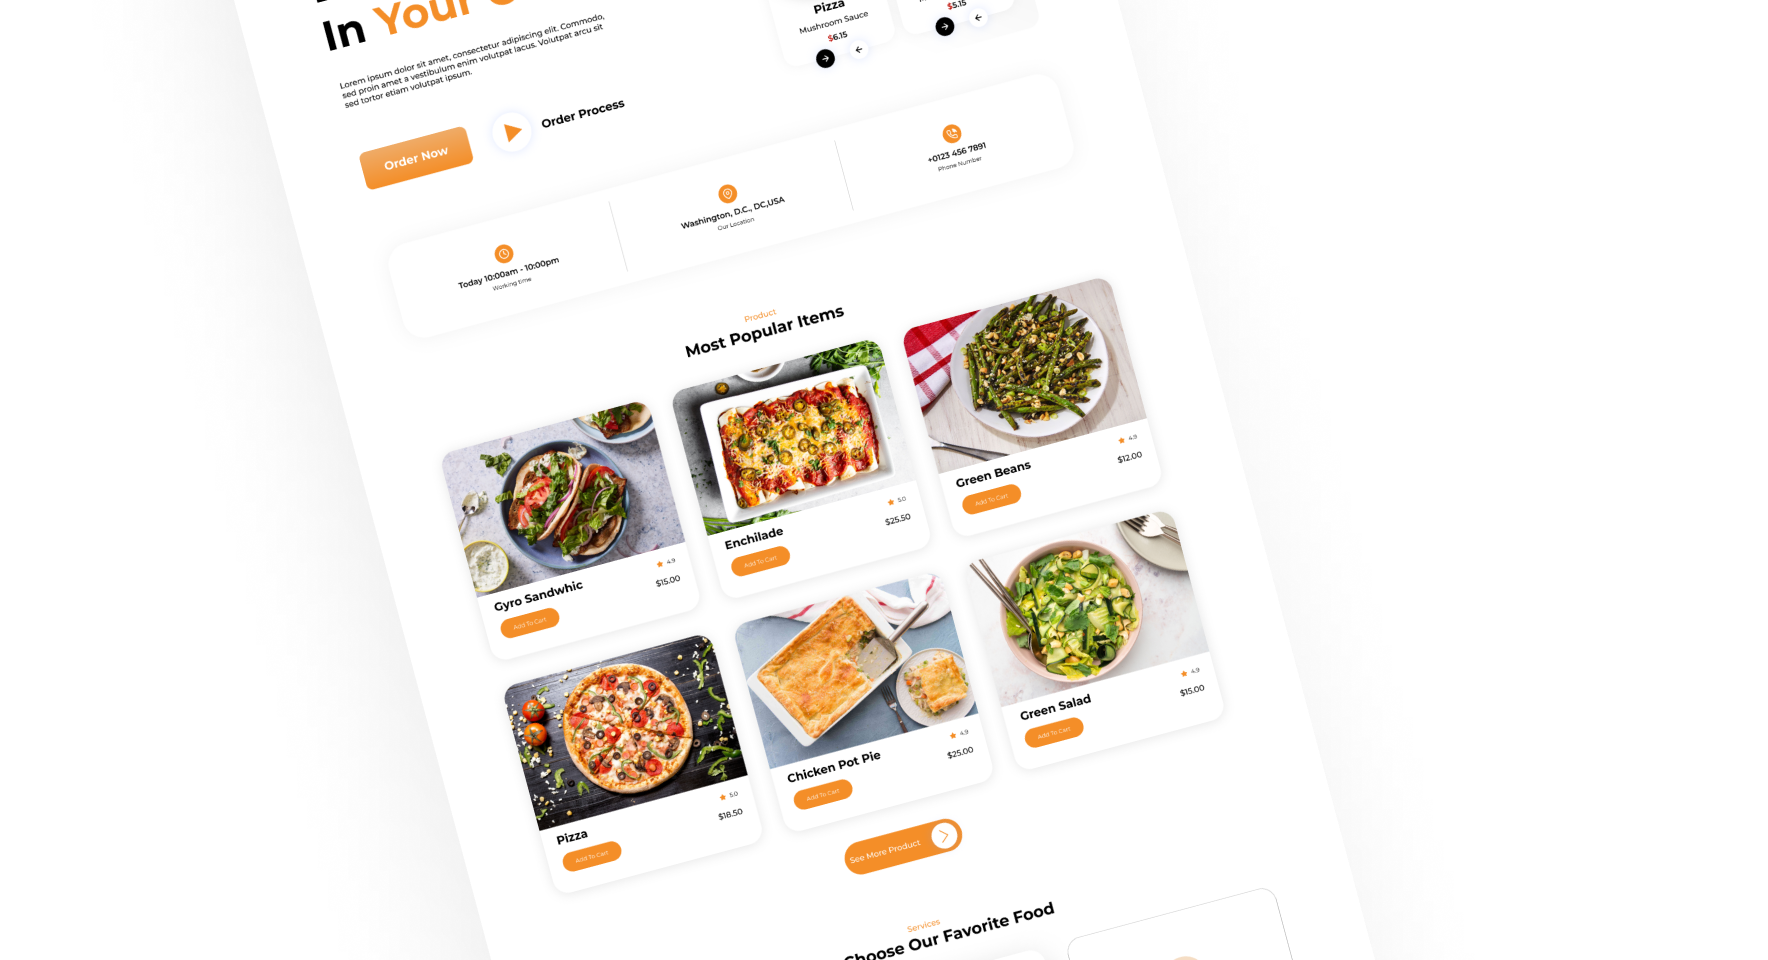 In Your
Lorem ipsum dolor sit amet, consectetur adipiscing elit. Commodo,
sed proin amet a vestibulum enim volutpat lacus. Volutpat arcu sit
sed tortor etiam volutpat ipsum.
Order Now
Order Process
Pizza
Mushroom Sauce
$6.15
$5.15
Today 10:00am - 10:00pm
Working time
Washington, D.C., DC,USA
Our Location
+0123 456 7891
Phone Number
Product
Most Popular Items
4.9
Gyro Sandwhic
$15.00
Add To Cart
5.0
Enchilade
$25.50
Add To Cart
4.9
Green Beans
$12.00
Add To Cart
5.0
Pizza
$18.50
Add To Cart
4.9
Chicken Pot Pie
$25.00
Add To Cart
4.9
Green Salad
$15.00
Add To Cart
See More Product
Services
Choose Our Favorite Food